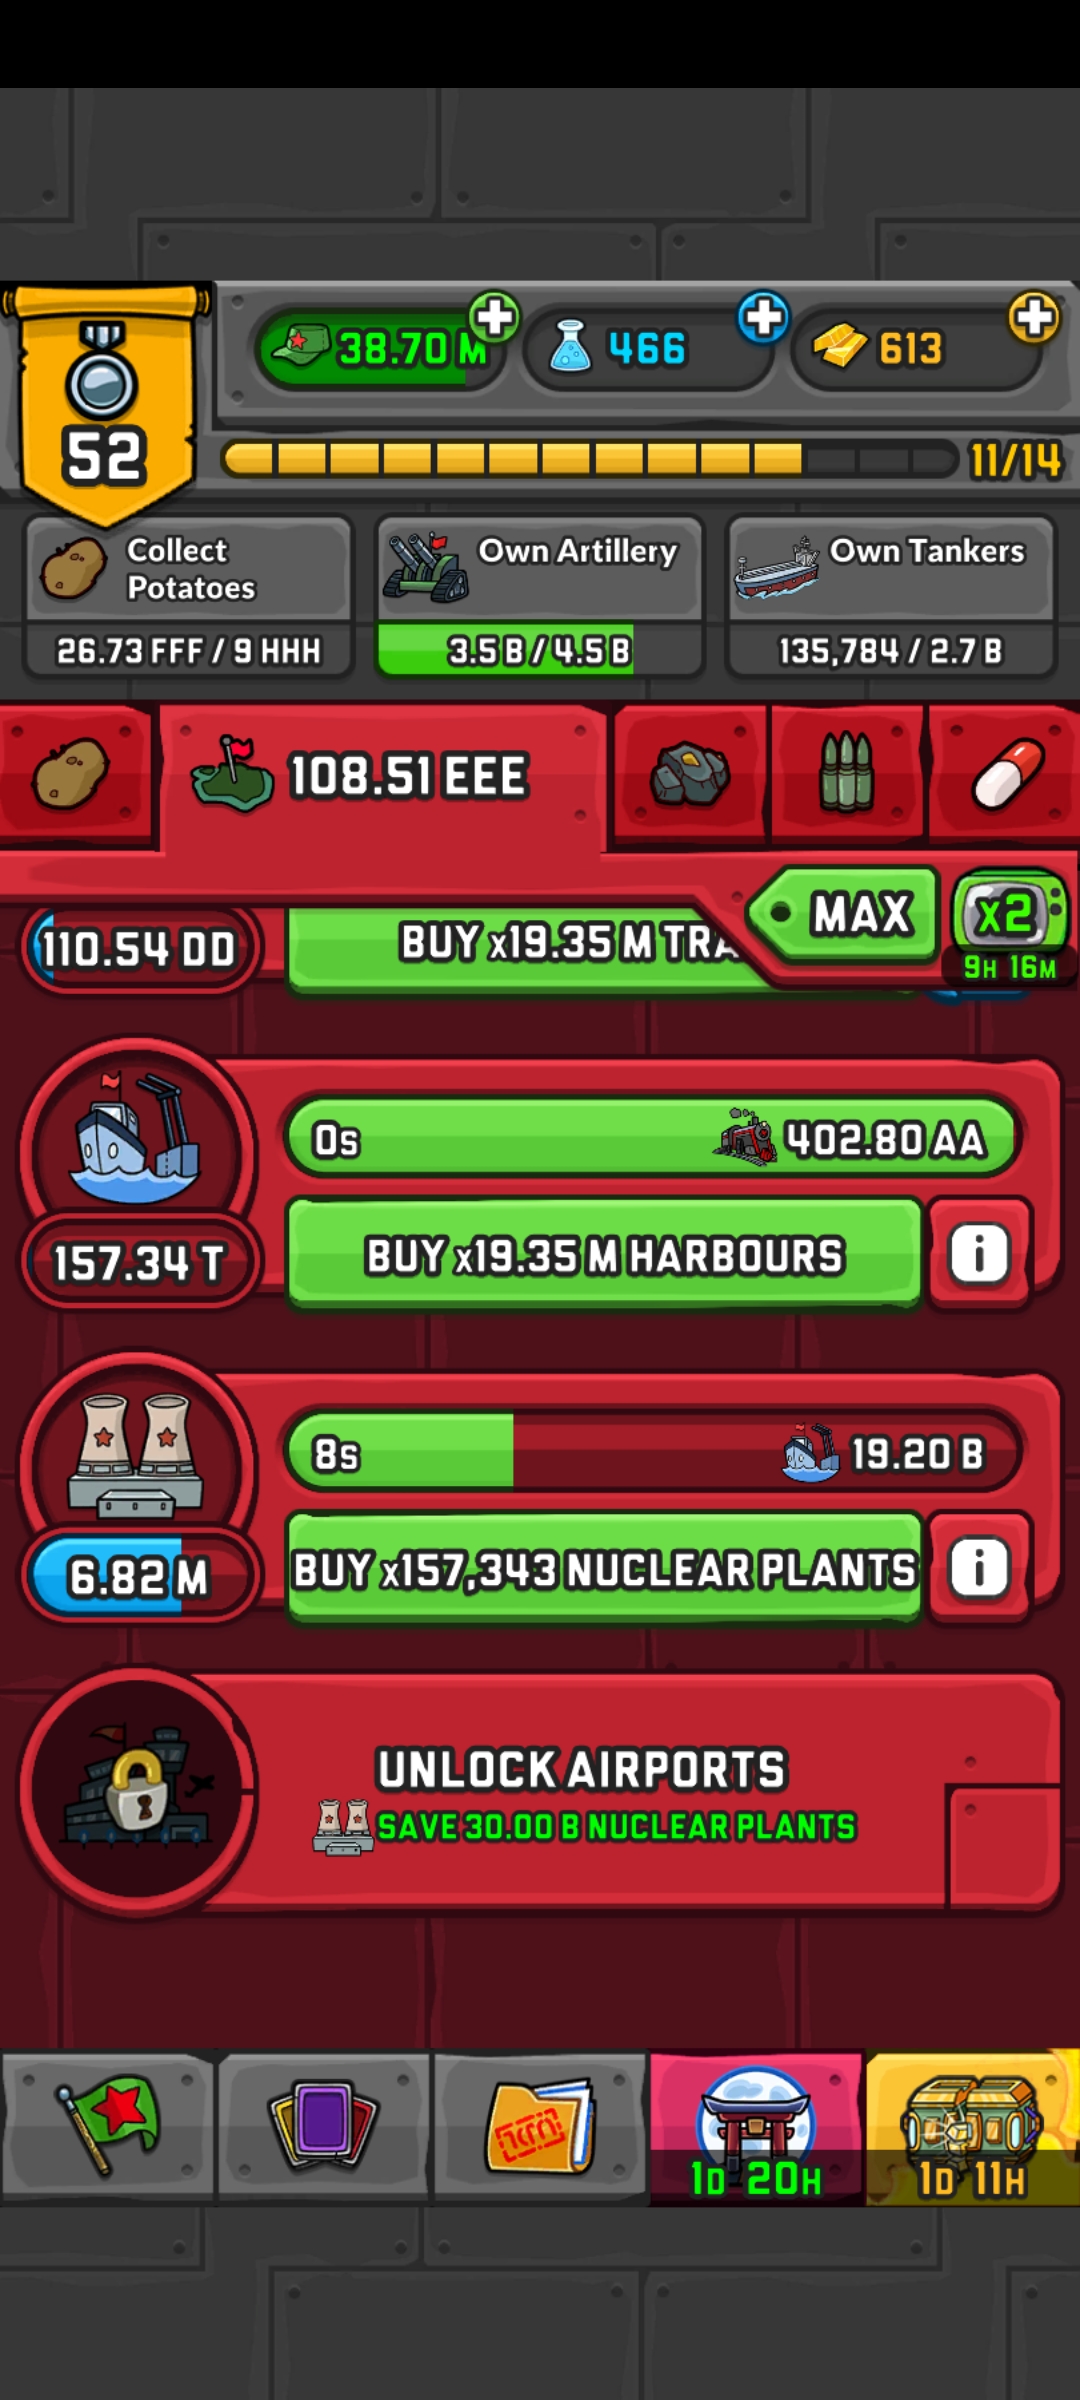 38.70 M
466
613
52
11/14
Collect
Potatoes
Own Artillery
Own Tankers
26.73 FFF / 9 HHH
3.5 B / 4.5 B
135,784 / 2.7 B
108.51 EEE
MAX
x2
9H 16M
110.54 DD
BUY x19.35 M TRA
0s
402.80 AA
157.34 T
BUY x19.35 M HARBOURS
i
8s
19.20 B
6.82 M
BUY x157,343 NUCLEAR PLANTS
i
UNLOCK AIRPORTS
SAVE 30.00 B NUCLEAR PLANTS
1D 20H
1D 11H